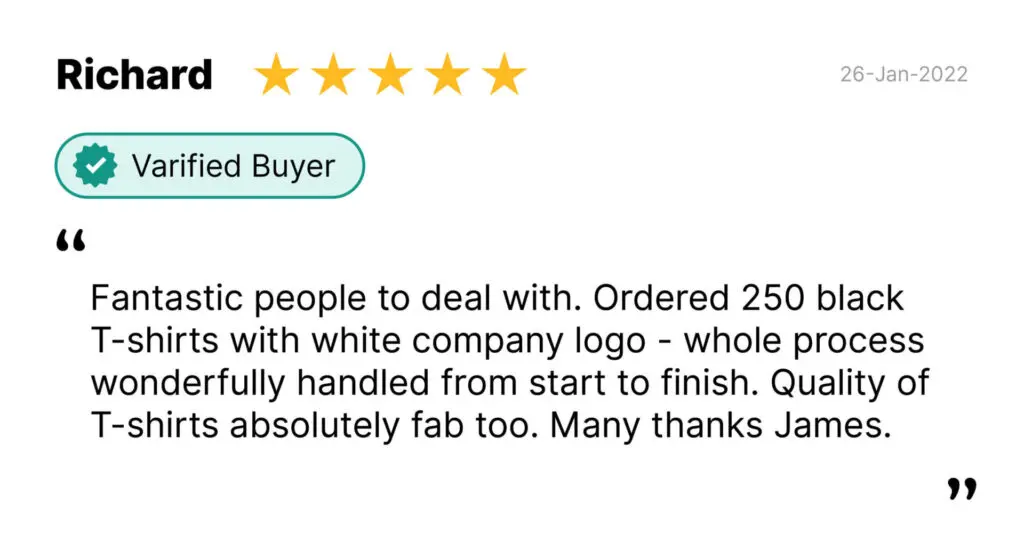 Richard
26-Jan-2022
Varified Buyer
“
Fantastic people to deal with. Ordered 250 black
T-shirts with white company logo - whole process
wonderfully handled from start to finish. Quality of
T-shirts absolutely fab too. Many thanks James.
”